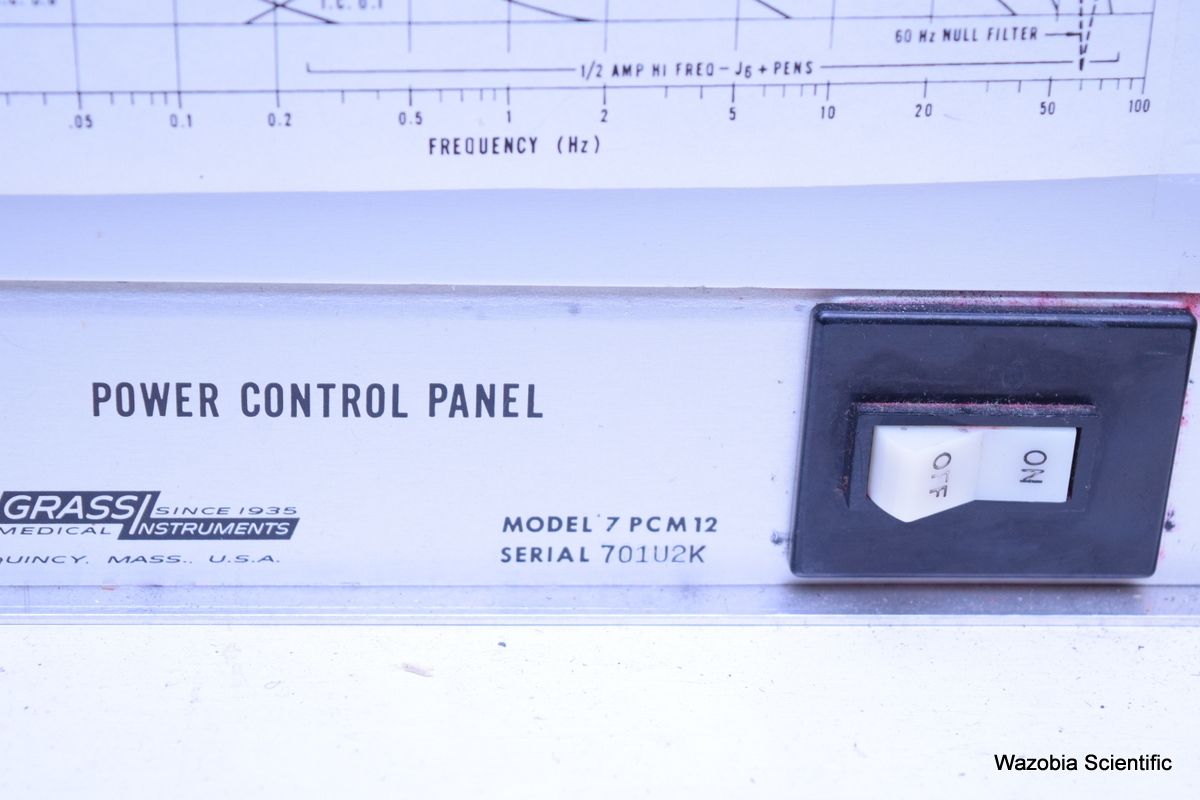 T.C. 0.1
60 Hz NULL FILTER
1/2 AMP HI FREQ-J6 + PENS
.05 0.1 0.2 0.5 1 2 5 10 20 50 100
FREQUENCY (Hz)
POWER CONTROL PANEL
OFF ON
GRASS SINCE 1935
MEDICAL INSTRUMENTS
QUINCY, MASS., U.S.A.
MODEL 7 PCM12
SERIAL 701U2K
Wazobia Scientific